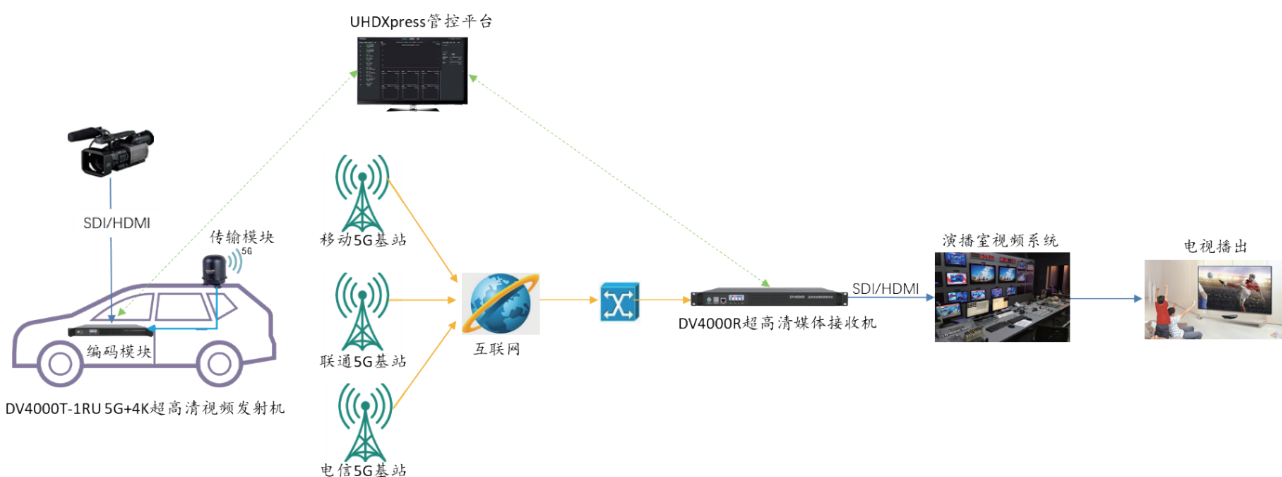 UHDXpress管控平台
SDI/HDMI
传输模块
5G
编码模块
DV4000T-1RU 5G+4K超高清视频发射机
移动5G基站
联通5G基站
电信5G基站
互联网
DV4000R超高清媒体接收机
SDI/HDMI
演播室视频系统
电视播出